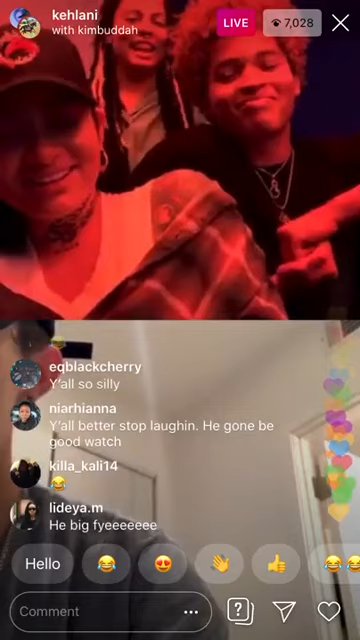 kehlani
with kimbuddah
LIVE
7,028
eqblackcherry
Y'all so silly
niarhianna
Y'all better stop laughin. He gone be
good watch
killa_kali14
😂
lideya.m
He big fyeeeeeee
Hello
Comment